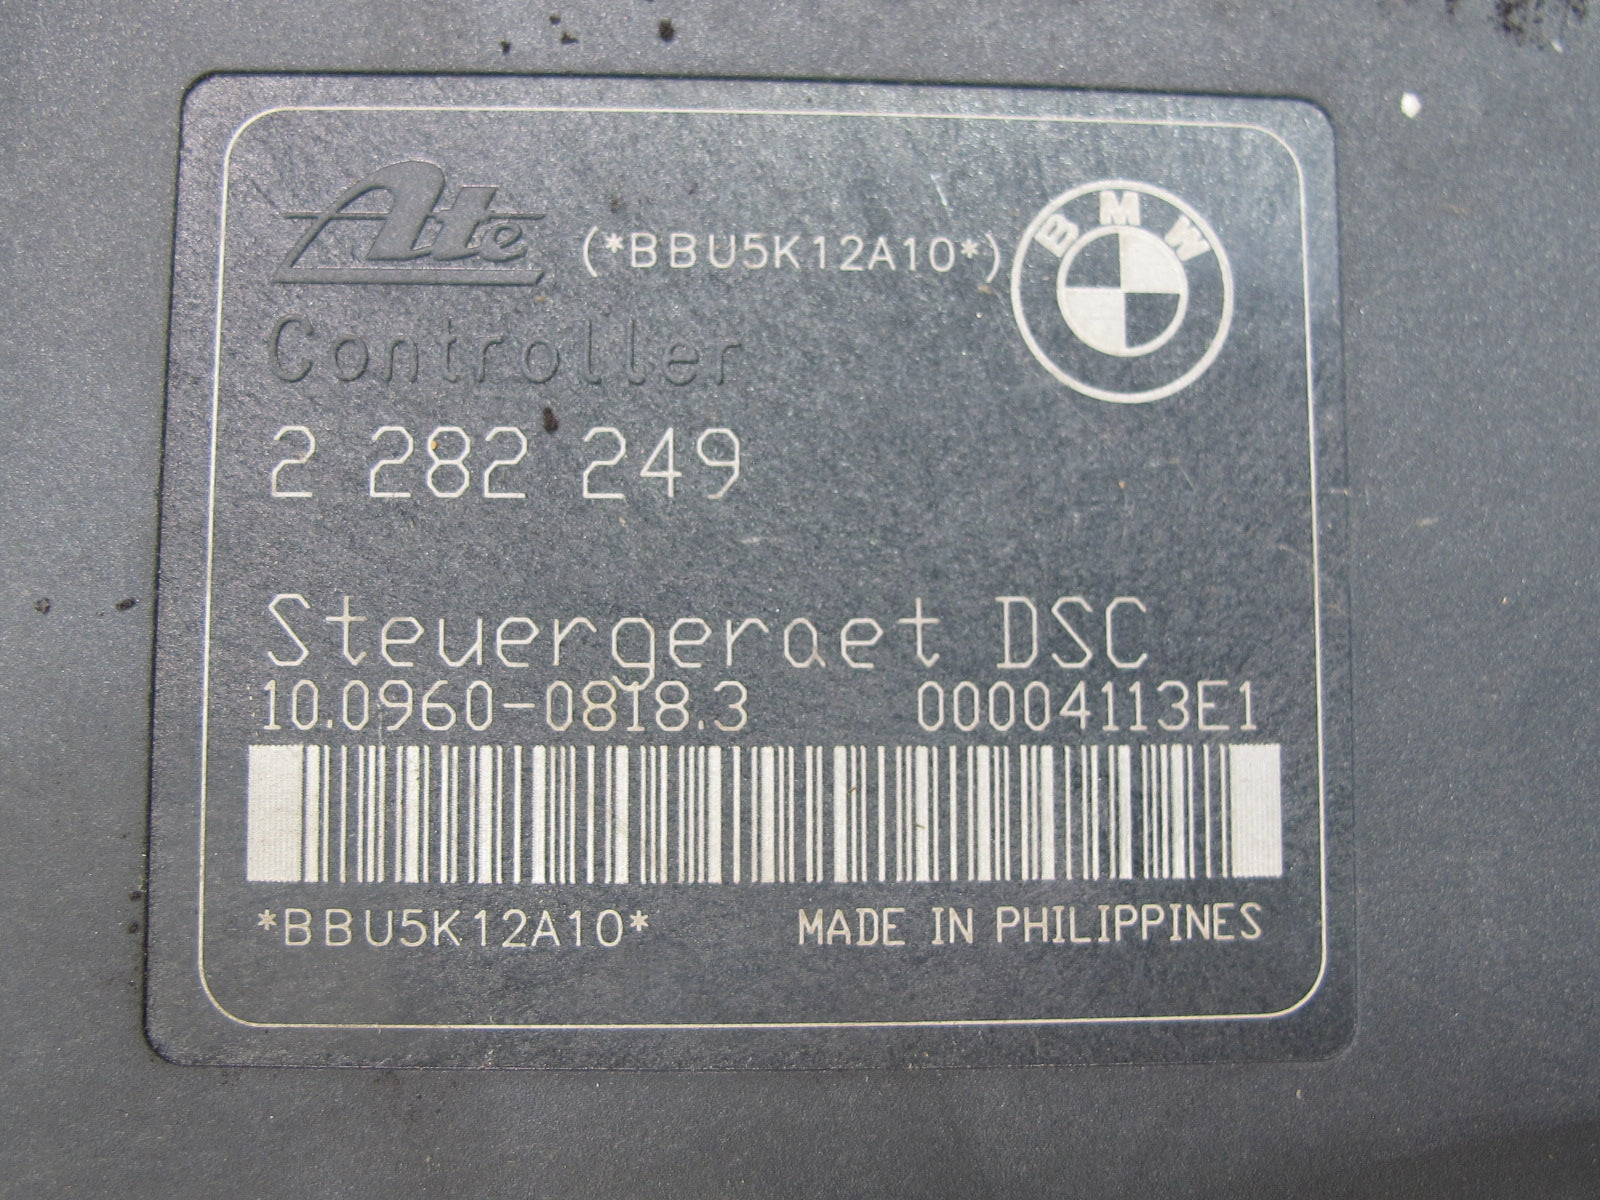 Ate (*BBU5K12A10*) BMW
Controller
2 282 249
Steuergeraet DSC
10.0960-0818.3 00004113E1
*BBU5K12A10* MADE IN PHILIPPINES